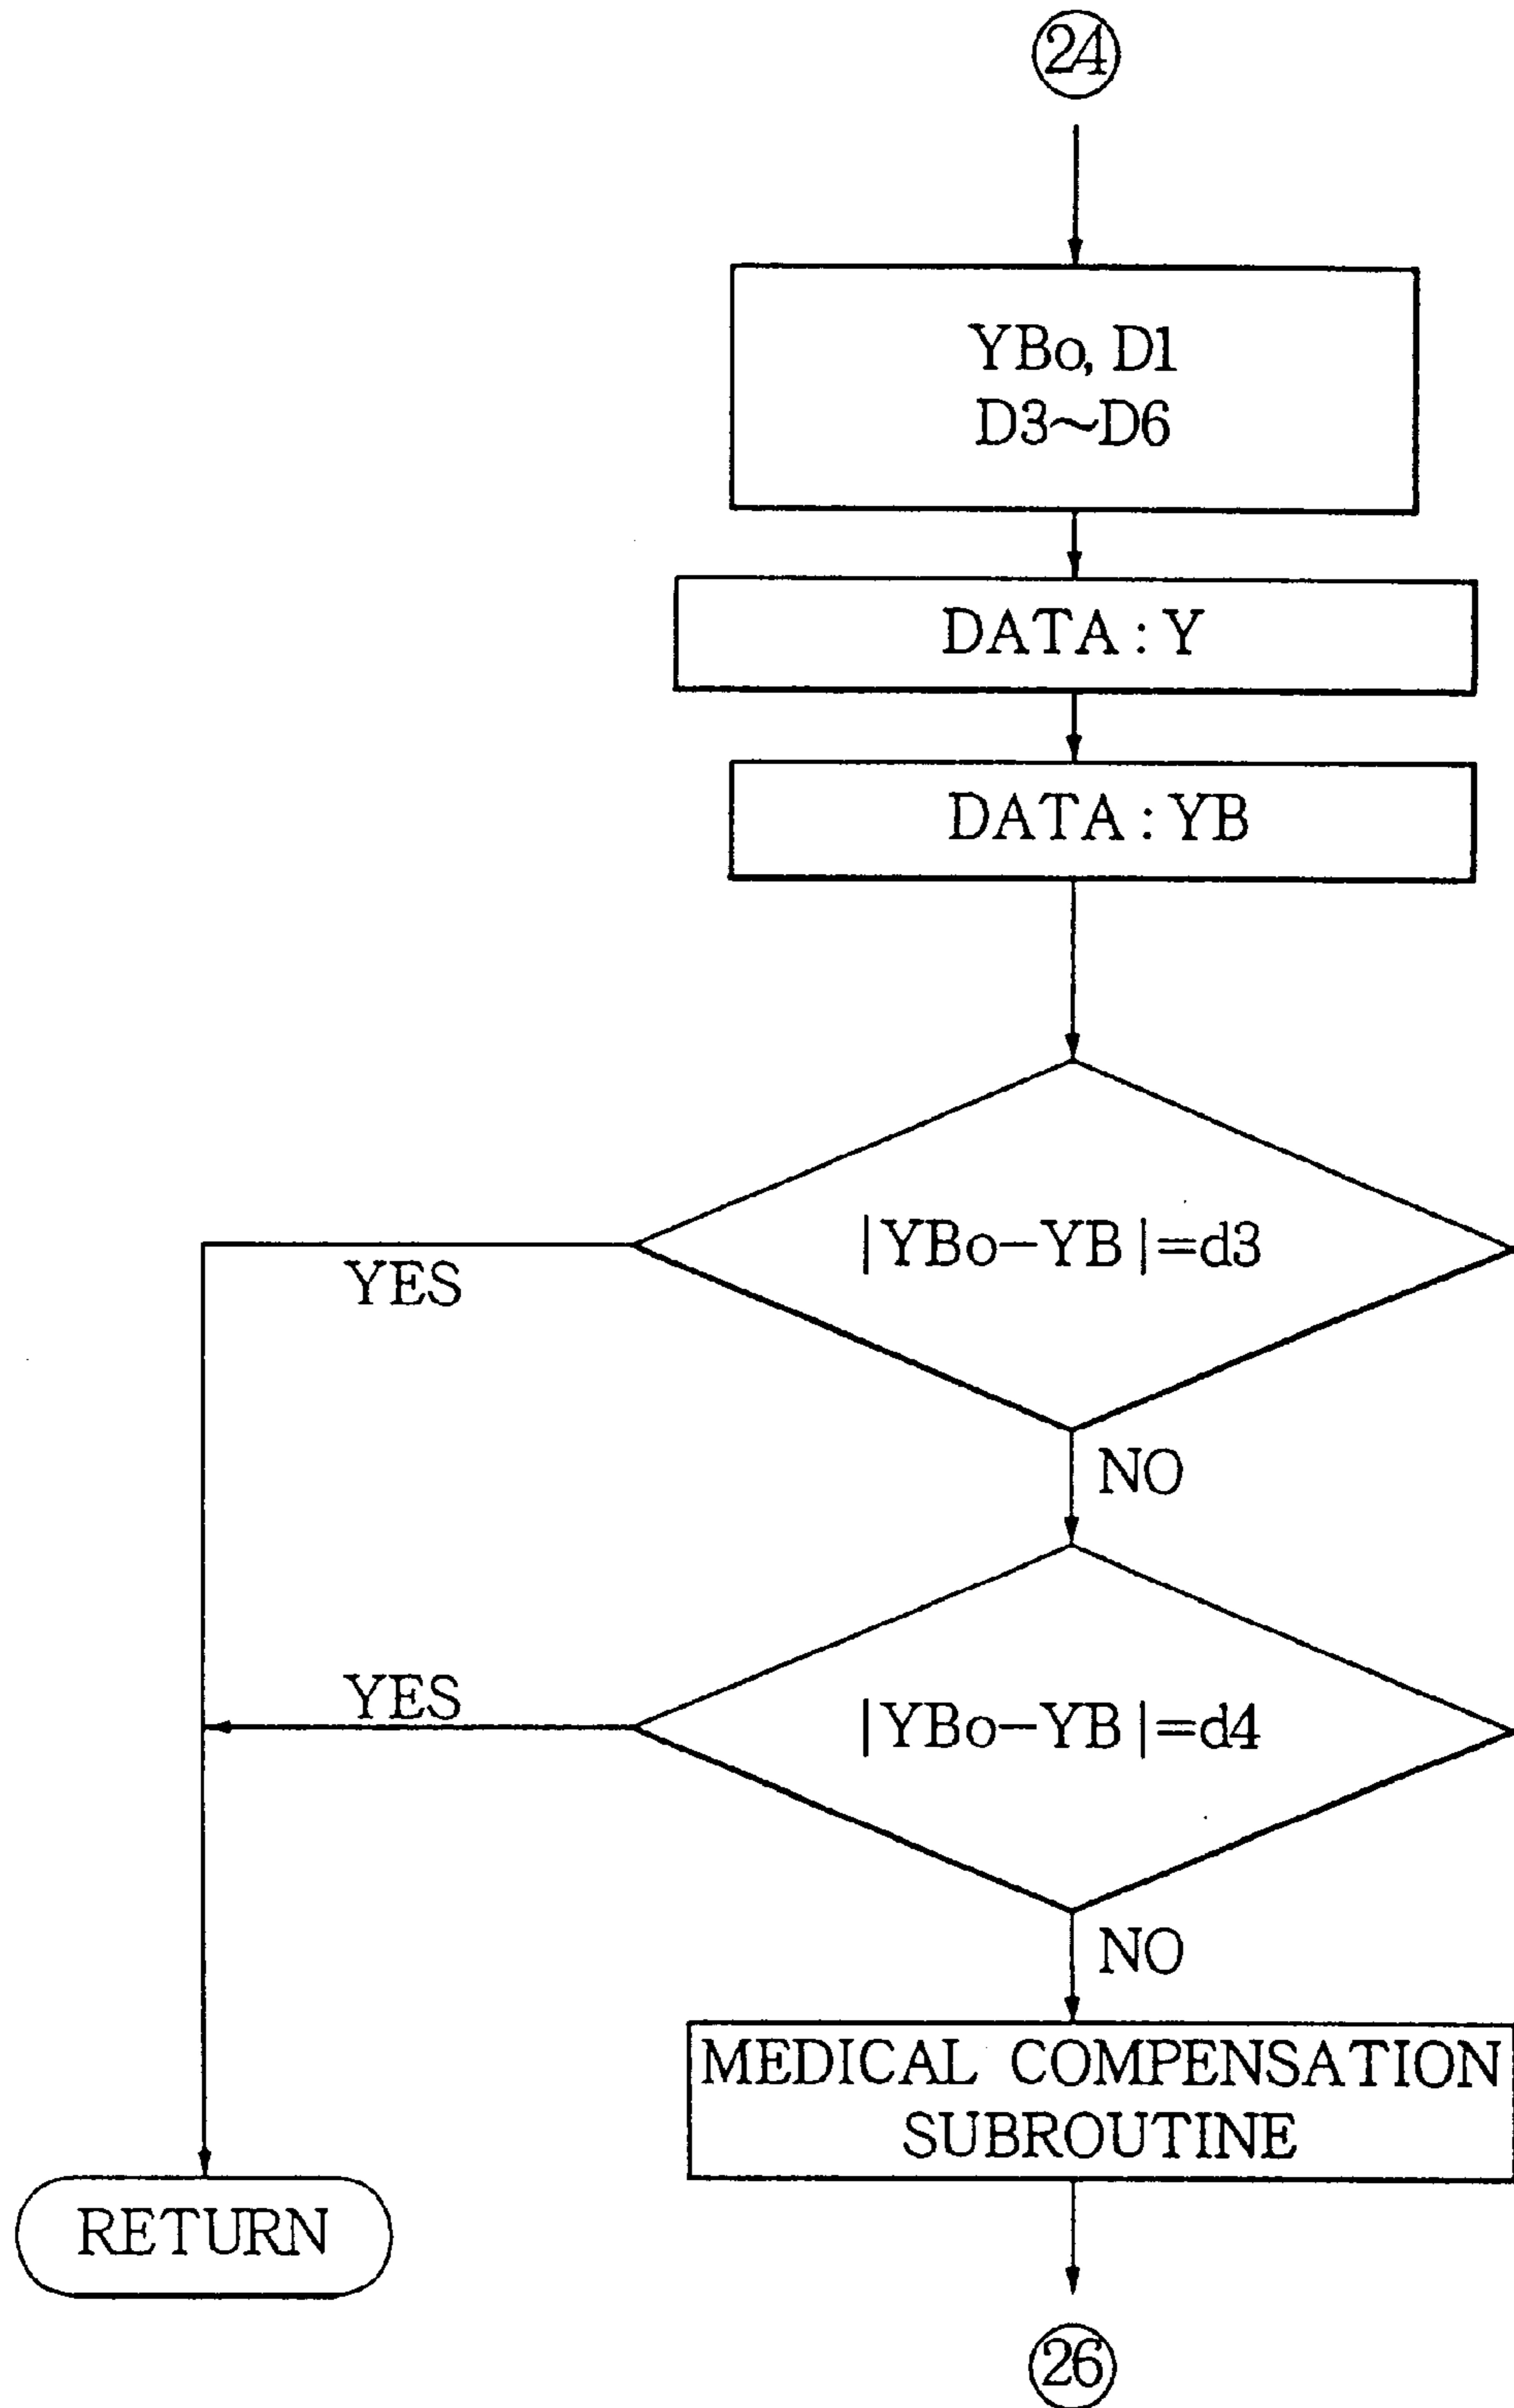 24
YBo, D1
D3~D6
DATA : Y
DATA : YB
|YBo-YB|=d3
YES
NO
|YBo-YB|=d4
YES
NO
MEDICAL COMPENSATION
SUBROUTINE
RETURN
26